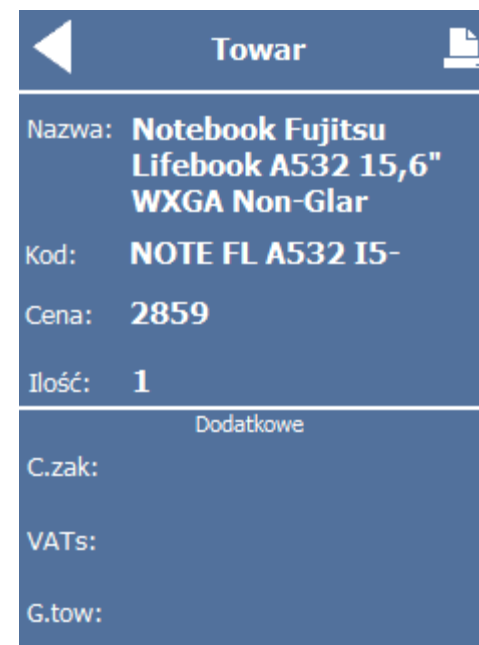 Towar
Nazwa: Notebook Fujitsu
Lifebook A532 15,6"
WXGA Non-Glar
Kod: NOTE FL A532 I5-
Cena: 2859
Ilość: 1
Dodatkowe
C.zak:
VATs:
G.tow: